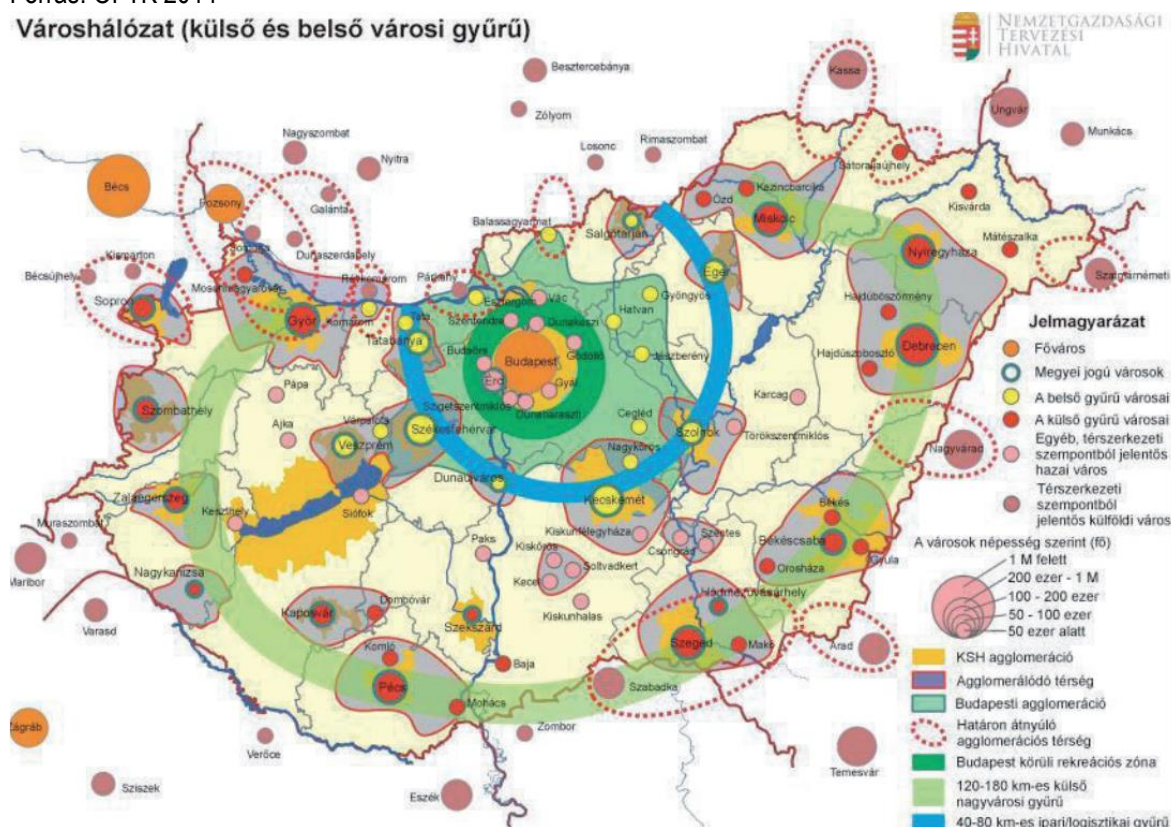 Városhálózat (külső és belső városi gyűrű)
NEMZETGAZDASÁGI
TERVEZÉSI
HIVATAL
Besztercebánya
Kassa
Zólyom
Ungvár
Munkács
Nagyszombat
Losonc
Rimaszombat
Nyitra
Sátoraljaújhely
Bécs
Pozsony
Galánta
Kazincbarcika
Ózd
Kisvárda
Balassagyarmat
Salgótarján
Miskolc
Dunaszerdahely
Kismarton
Nyíregyháza
Mátészalka
Bécsújhely
Mosonmagyaróvár
Révkomárom
Párkány
Eger
Szatmárnémeti
Sopron
Esztergom
Vác
Gyöngyös
Győr
Komárom
Tata
Szentendre
Dunakeszi
Hatvan
Hajdúböszörmény
Tatabánya
Budaörs
Budapest
Gödöllő
Jászberény
Debrecen
Hajdúszoboszló
Pápa
Érd
Gyál
Szombathely
Szigetszentmiklós
Dunaharaszti
Karcag
Ajka
Várpalota
Székesfehérvár
Cegléd
Veszprém
Szolnok
Törökszentmiklós
Nagykőrös
Nagyvárad
Dunaújváros
Zalaegerszeg
Keszthely
Siófok
Kecskemét
Békés
Muraszombat
Kiskunfélegyháza
Szentes
Paks
Kiskőrös
Csongrád
Békéscsaba
Maribor
Soltvadkert
Orosháza
Gyula
Nagykanizsa
Kecel
Kaposvár
Dombóvár
Kiskunhalas
Hódmezővásárhely
Varasd
Szekszárd
Komló
Szeged
Makó
Arad
Baja
Pécs
Szabadka
Mohács
Zágráb
Zombor
Verőce
Temesvár
Sziszek
Eszék
Jelmagyarázat
Főváros
Megyei jogú városok
A belső gyűrű városai
A külső gyűrű városai
Egyéb, térszerkezeti
szempontból jelentős
hazai város
Térszerkezeti
szempontból
jelentős külföldi város
A városok népesség szerint (fő)
1 M felett
200 ezer - 1 M
100 - 200 ezer
50 - 100 ezer
50 ezer alatt
KSH agglomeráció
Agglomerálódó térség
Budapesti agglomeráció
Határon átnyúló
agglomerációs térség
Budapest körüli rekreációs zóna
120-180 km-es külső
nagyvárosi gyűrű
40-80 km-es ipari/logisztikai gyűrű